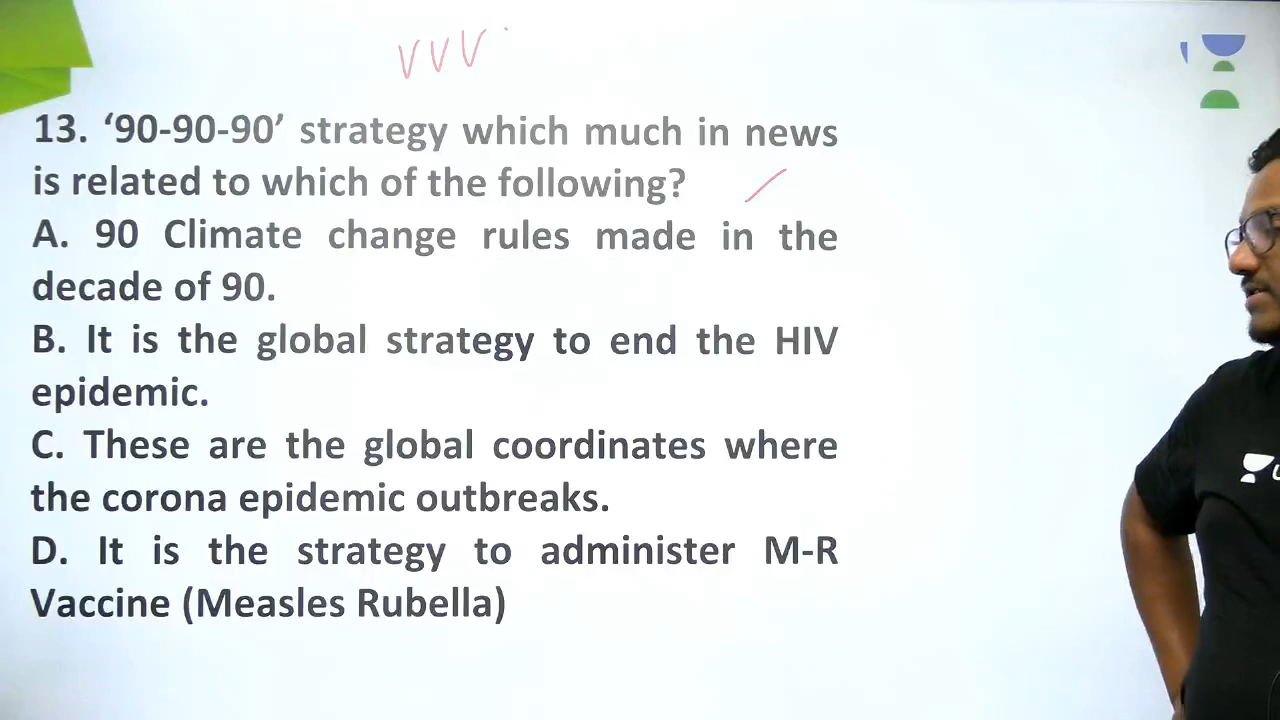 VVV
13. ‘90-90-90’ strategy which much in news
is related to which of the following?
A. 90 Climate change rules made in the
decade of 90.
B. It is the global strategy to end the HIV
epidemic.
C. These are the global coordinates where
the corona epidemic outbreaks.
D. It is the strategy to administer M-R
Vaccine (Measles Rubella)